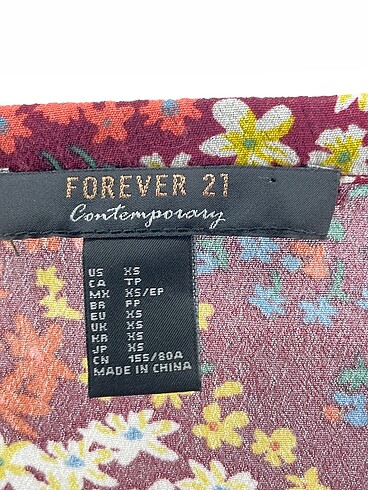 FOREVER 21
Contemporary
US XS
CA TP
MX XS/EP
BR PP
EU XS
UK XS
KR XS
JP XS
CN 155/80A
MADE IN CHINA